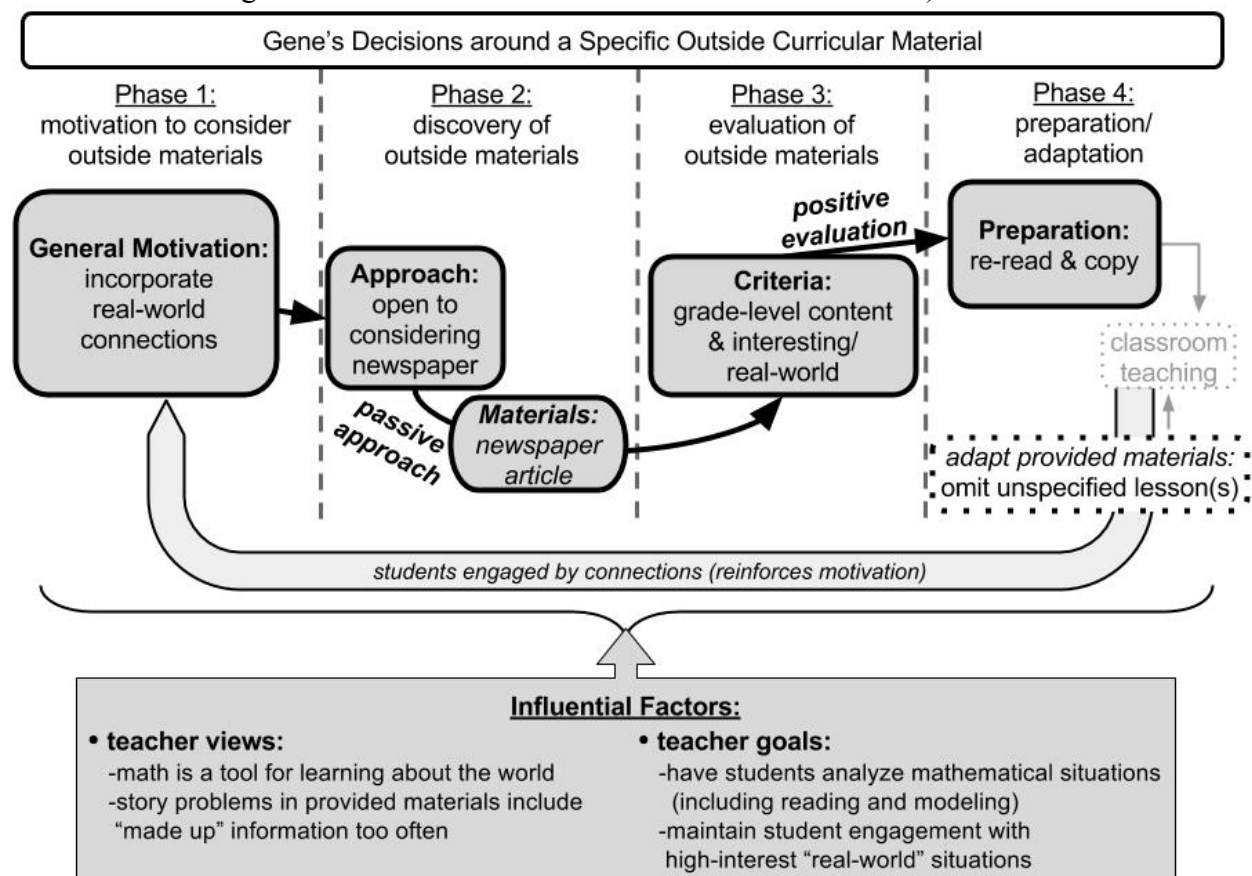 Gene's Decisions around a Specific Outside Curricular Material
Phase 1:
motivation to consider
outside materials
Phase 2:
discovery of
outside materials
Phase 3:
evaluation of
outside materials
Phase 4:
preparation/
adaptation
General Motivation:
incorporate
real-world
connections
Approach:
open to
considering
newspaper
passive
approach
Materials:
newspaper
article
Criteria:
grade-level content
& interesting/
real-world
positive
evaluation
Preparation:
re-read & copy
classroom
teaching
adapt provided materials:
omit unspecified lesson(s)
students engaged by connections (reinforces motivation)
Influential Factors:
• teacher views:
-math is a tool for learning about the world
-story problems in provided materials include
"made up" information too often
• teacher goals:
-have students analyze mathematical situations
(including reading and modeling)
-maintain student engagement with
high-interest "real-world" situations